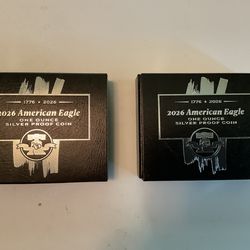 1776 • 2026
2026 American Eagle
ONE OUNCE
SILVER PROOF COIN
1776 • 2026
2026 American Eagle
ONE OUNCE
SILVER PROOF COIN